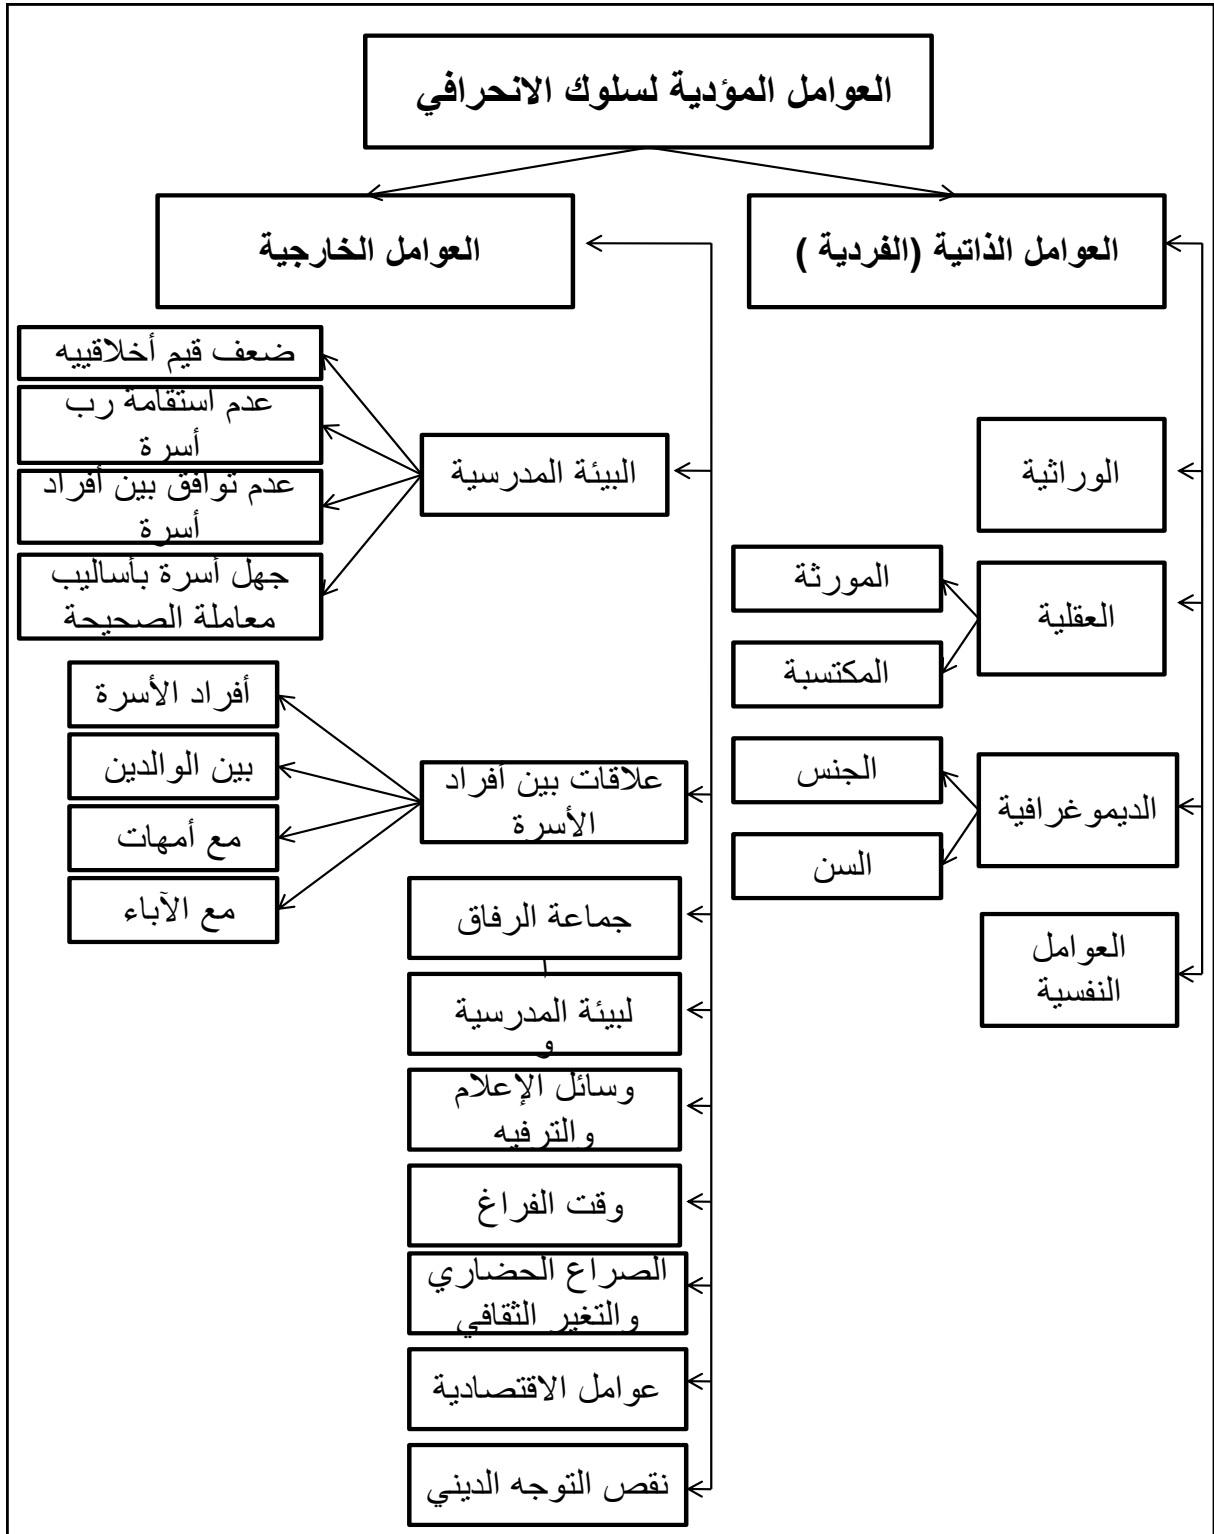 العوامل المؤدية لسلوك الانحرافي
العوامل الذاتية (الفردية )
العوامل الخارجية
الوراثية
العقلية
المورثة
المكتسبة
الديموغرافية
الجنس
السن
العوامل
النفسية
البيئة المدرسية
ضعف قيم أخلاقييه
عدم استقامة رب
أسرة
عدم توافق بين أفراد
أسرة
جهل أسرة بأساليب
معاملة الصحيحة
علاقات بين أفراد
الأسرة
أفراد الأسرة
بين الوالدين
مع أمهات
مع الآباء
جماعة الرفاق
ا
لبيئة المدرسية
و
وسائل الإعلام
والترفيه
وقت الفراغ
الصراع الحضاري
والتغير الثقافي
عوامل الاقتصادية
نقص التوجه الديني